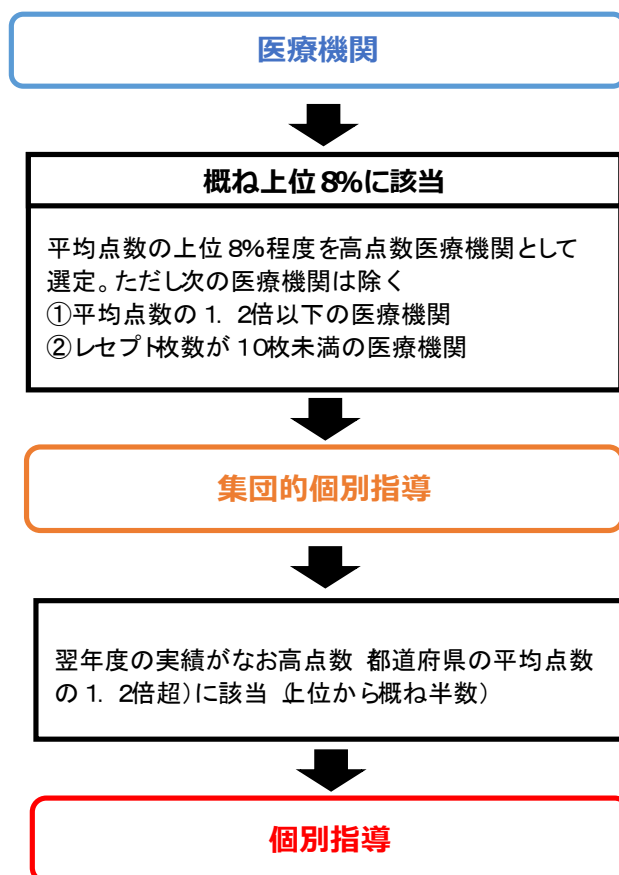 医療機関
概ね上位8%に該当
平均点数の上位8%程度を高点数医療機関として
選定。ただし次の医療機関は除く
①平均点数の1．2倍以下の医療機関
②レセプト枚数が10枚未満の医療機関
集団的個別指導
翌年度の実績がなお高点数 都道府県の平均点数
の1．2倍超）に該当 上位から概ね半数）
個別指導